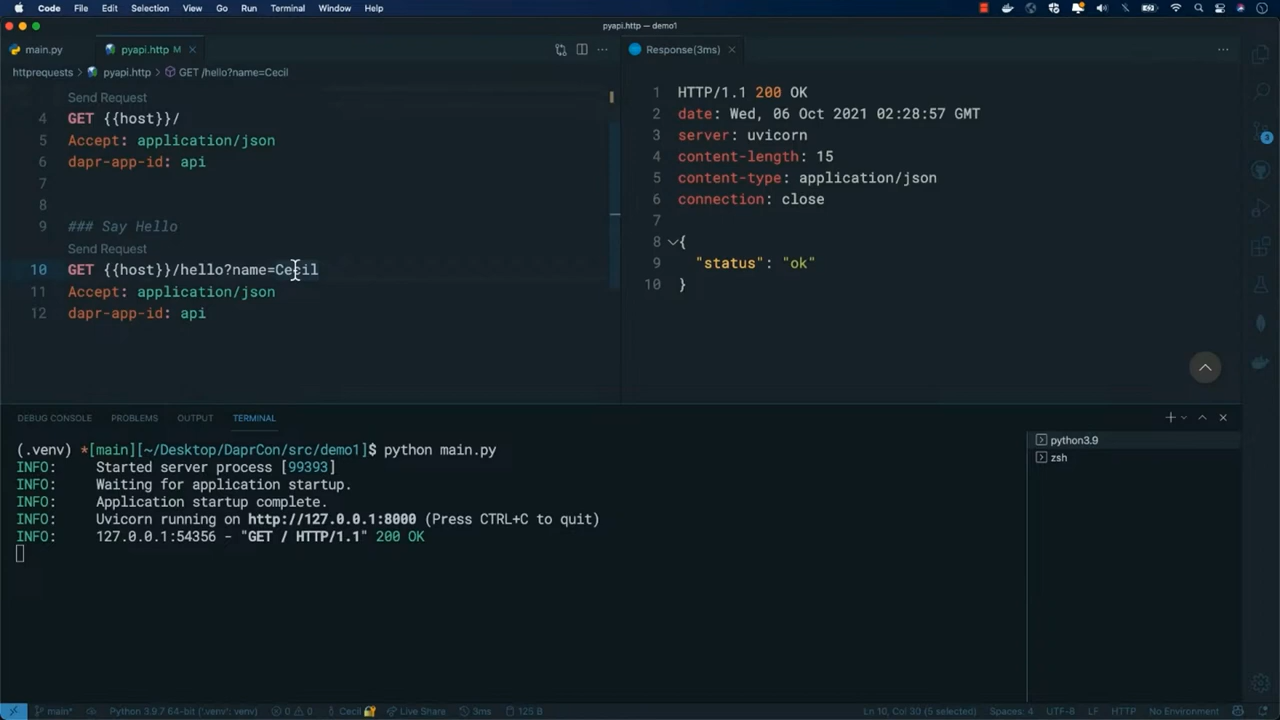 Code File Edit Selection View Go Run Terminal Window Help
pyapi.http — demo1
main.py
pyapi.http M
Response(3ms)
httprequests > pyapi.http > GET /hello?name=Cecil
Send Request
4 GET {{host}}/
5 Accept: application/json
6 dapr-app-id: api
7
8
9 ### Say Hello
Send Request
10 GET {{host}}/hello?name=Cecil
11 Accept: application/json
12 dapr-app-id: api
1 HTTP/1.1 200 OK
2 date: Wed, 06 Oct 2021 02:28:57 GMT
3 server: uvicorn
4 content-length: 15
5 content-type: application/json
6 connection: close
7
8 {
9 "status": "ok"
10 }
3
DEBUG CONSOLE PROBLEMS OUTPUT TERMINAL
(.venv) *[main][~/Desktop/DaprCon/src/demo1]$ python main.py
INFO: Started server process [99393]
INFO: Waiting for application startup.
INFO: Application startup complete.
INFO: Uvicorn running on http://127.0.0.1:8000 (Press CTRL+C to quit)
INFO: 127.0.0.1:54356 - "GET / HTTP/1.1" 200 OK
python3.9
zsh
main* Python 3.9.7 64-bit ('.venv': venv) 0 0 Cecil Live Share 3ms 125 B Ln 10, Col 30 (5 selected) Spaces: 4 UTF-8 LF HTTP No Environment